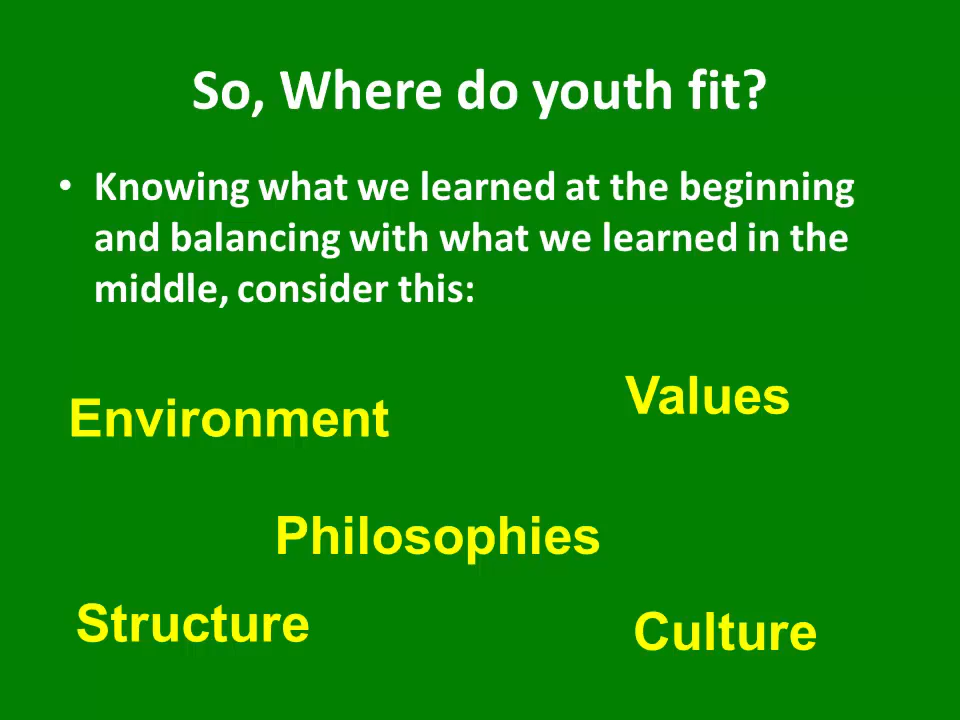 So, Where do youth fit?
• Knowing what we learned at the beginning
and balancing with what we learned in the
middle, consider this:
Values
Environment
Philosophies
Structure
Culture